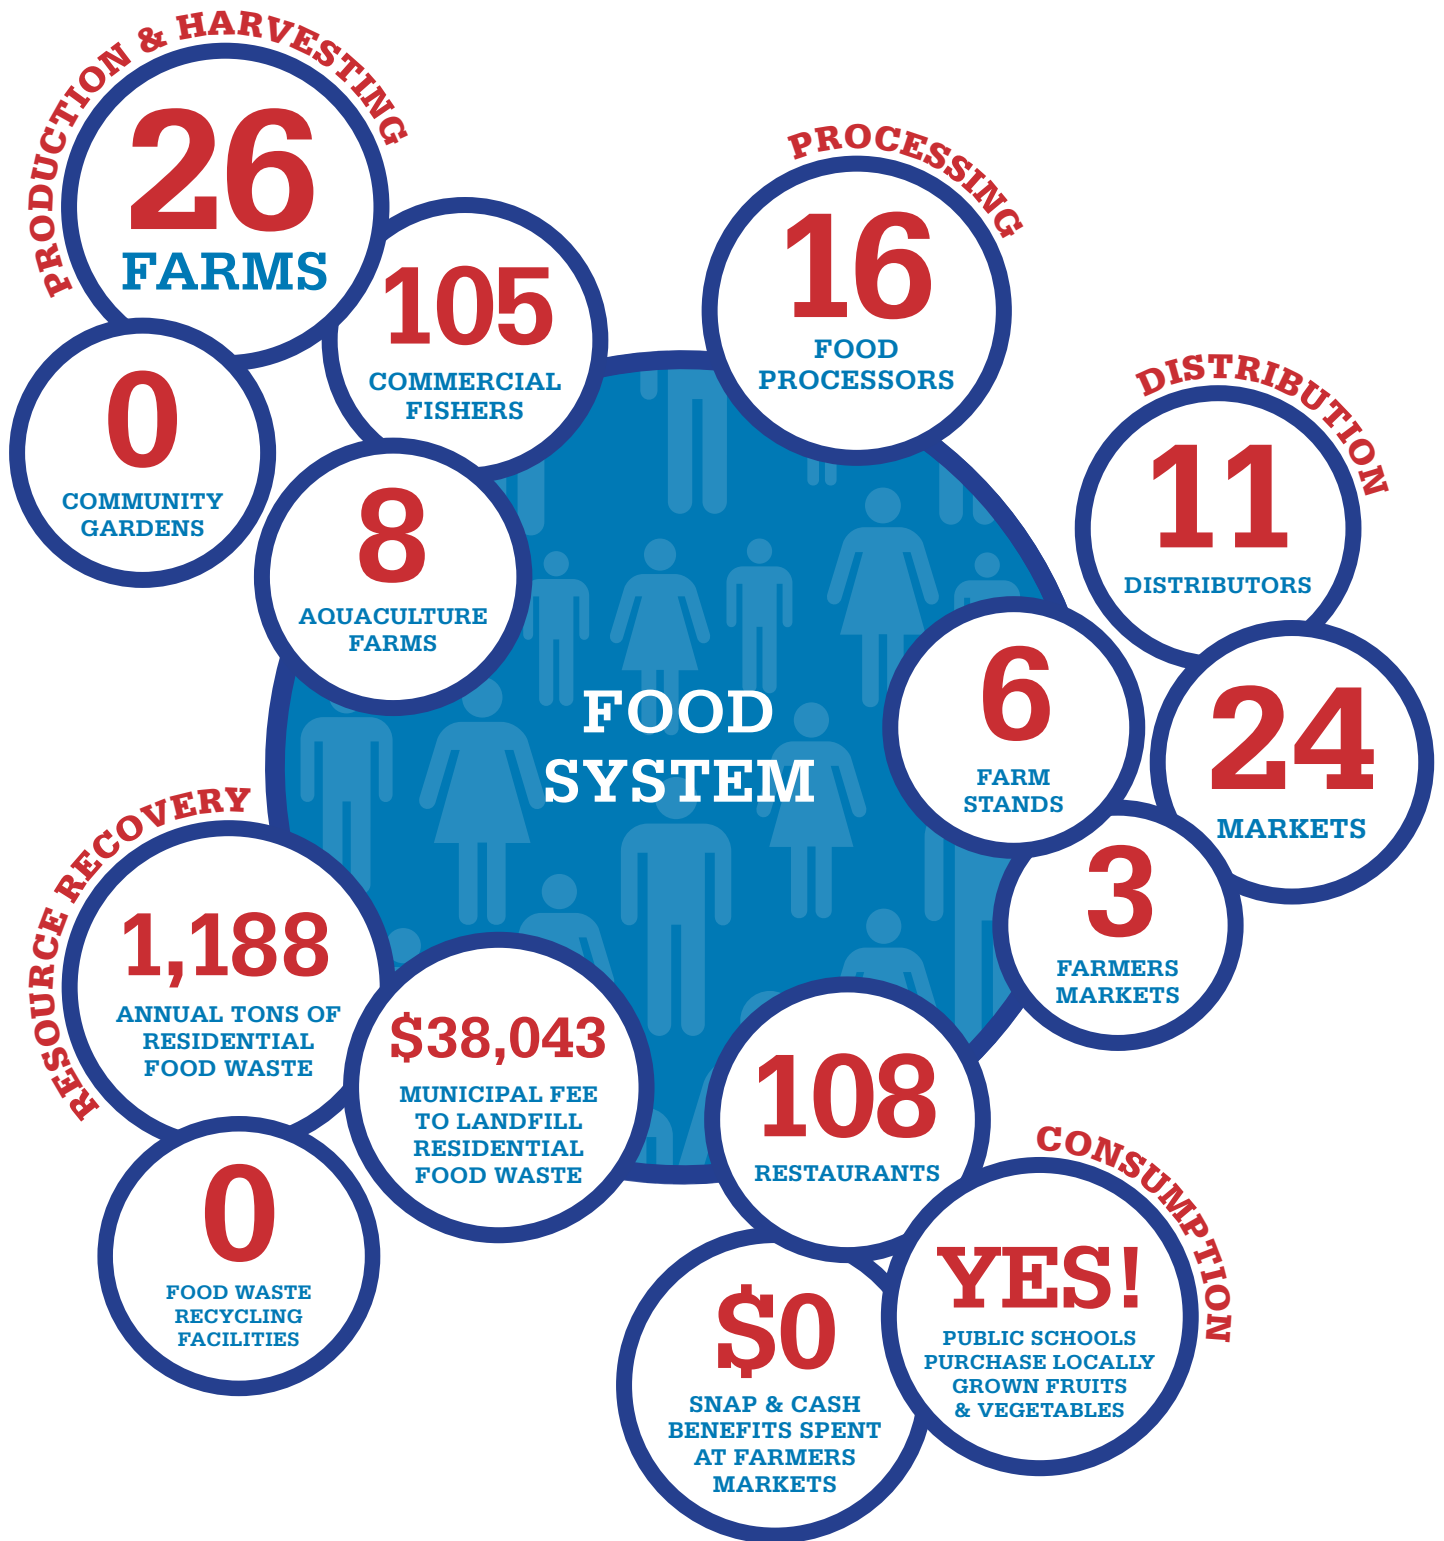 PRODUCTION & HARVESTING
26
FARMS
105
COMMERCIAL
FISHERS
0
COMMUNITY
GARDENS
8
AQUACULTURE
FARMS
PROCESSING
16
FOOD
PROCESSORS
DISTRIBUTION
11
DISTRIBUTORS
6
FARM
STANDS
24
MARKETS
3
FARMERS
MARKETS
FOOD
SYSTEM
RESOURCE RECOVERY
1,188
ANNUAL TONS OF
RESIDENTIAL
FOOD WASTE
$38,043
MUNICIPAL FEE
TO LANDFILL
RESIDENTIAL
FOOD WASTE
0
FOOD WASTE
RECYCLING
FACILITIES
108
RESTAURANTS
CONSUMPTION
YES!
PUBLIC SCHOOLS
PURCHASE LOCALLY
GROWN FRUITS
& VEGETABLES
$0
SNAP & CASH
BENEFITS SPENT
AT FARMERS
MARKETS